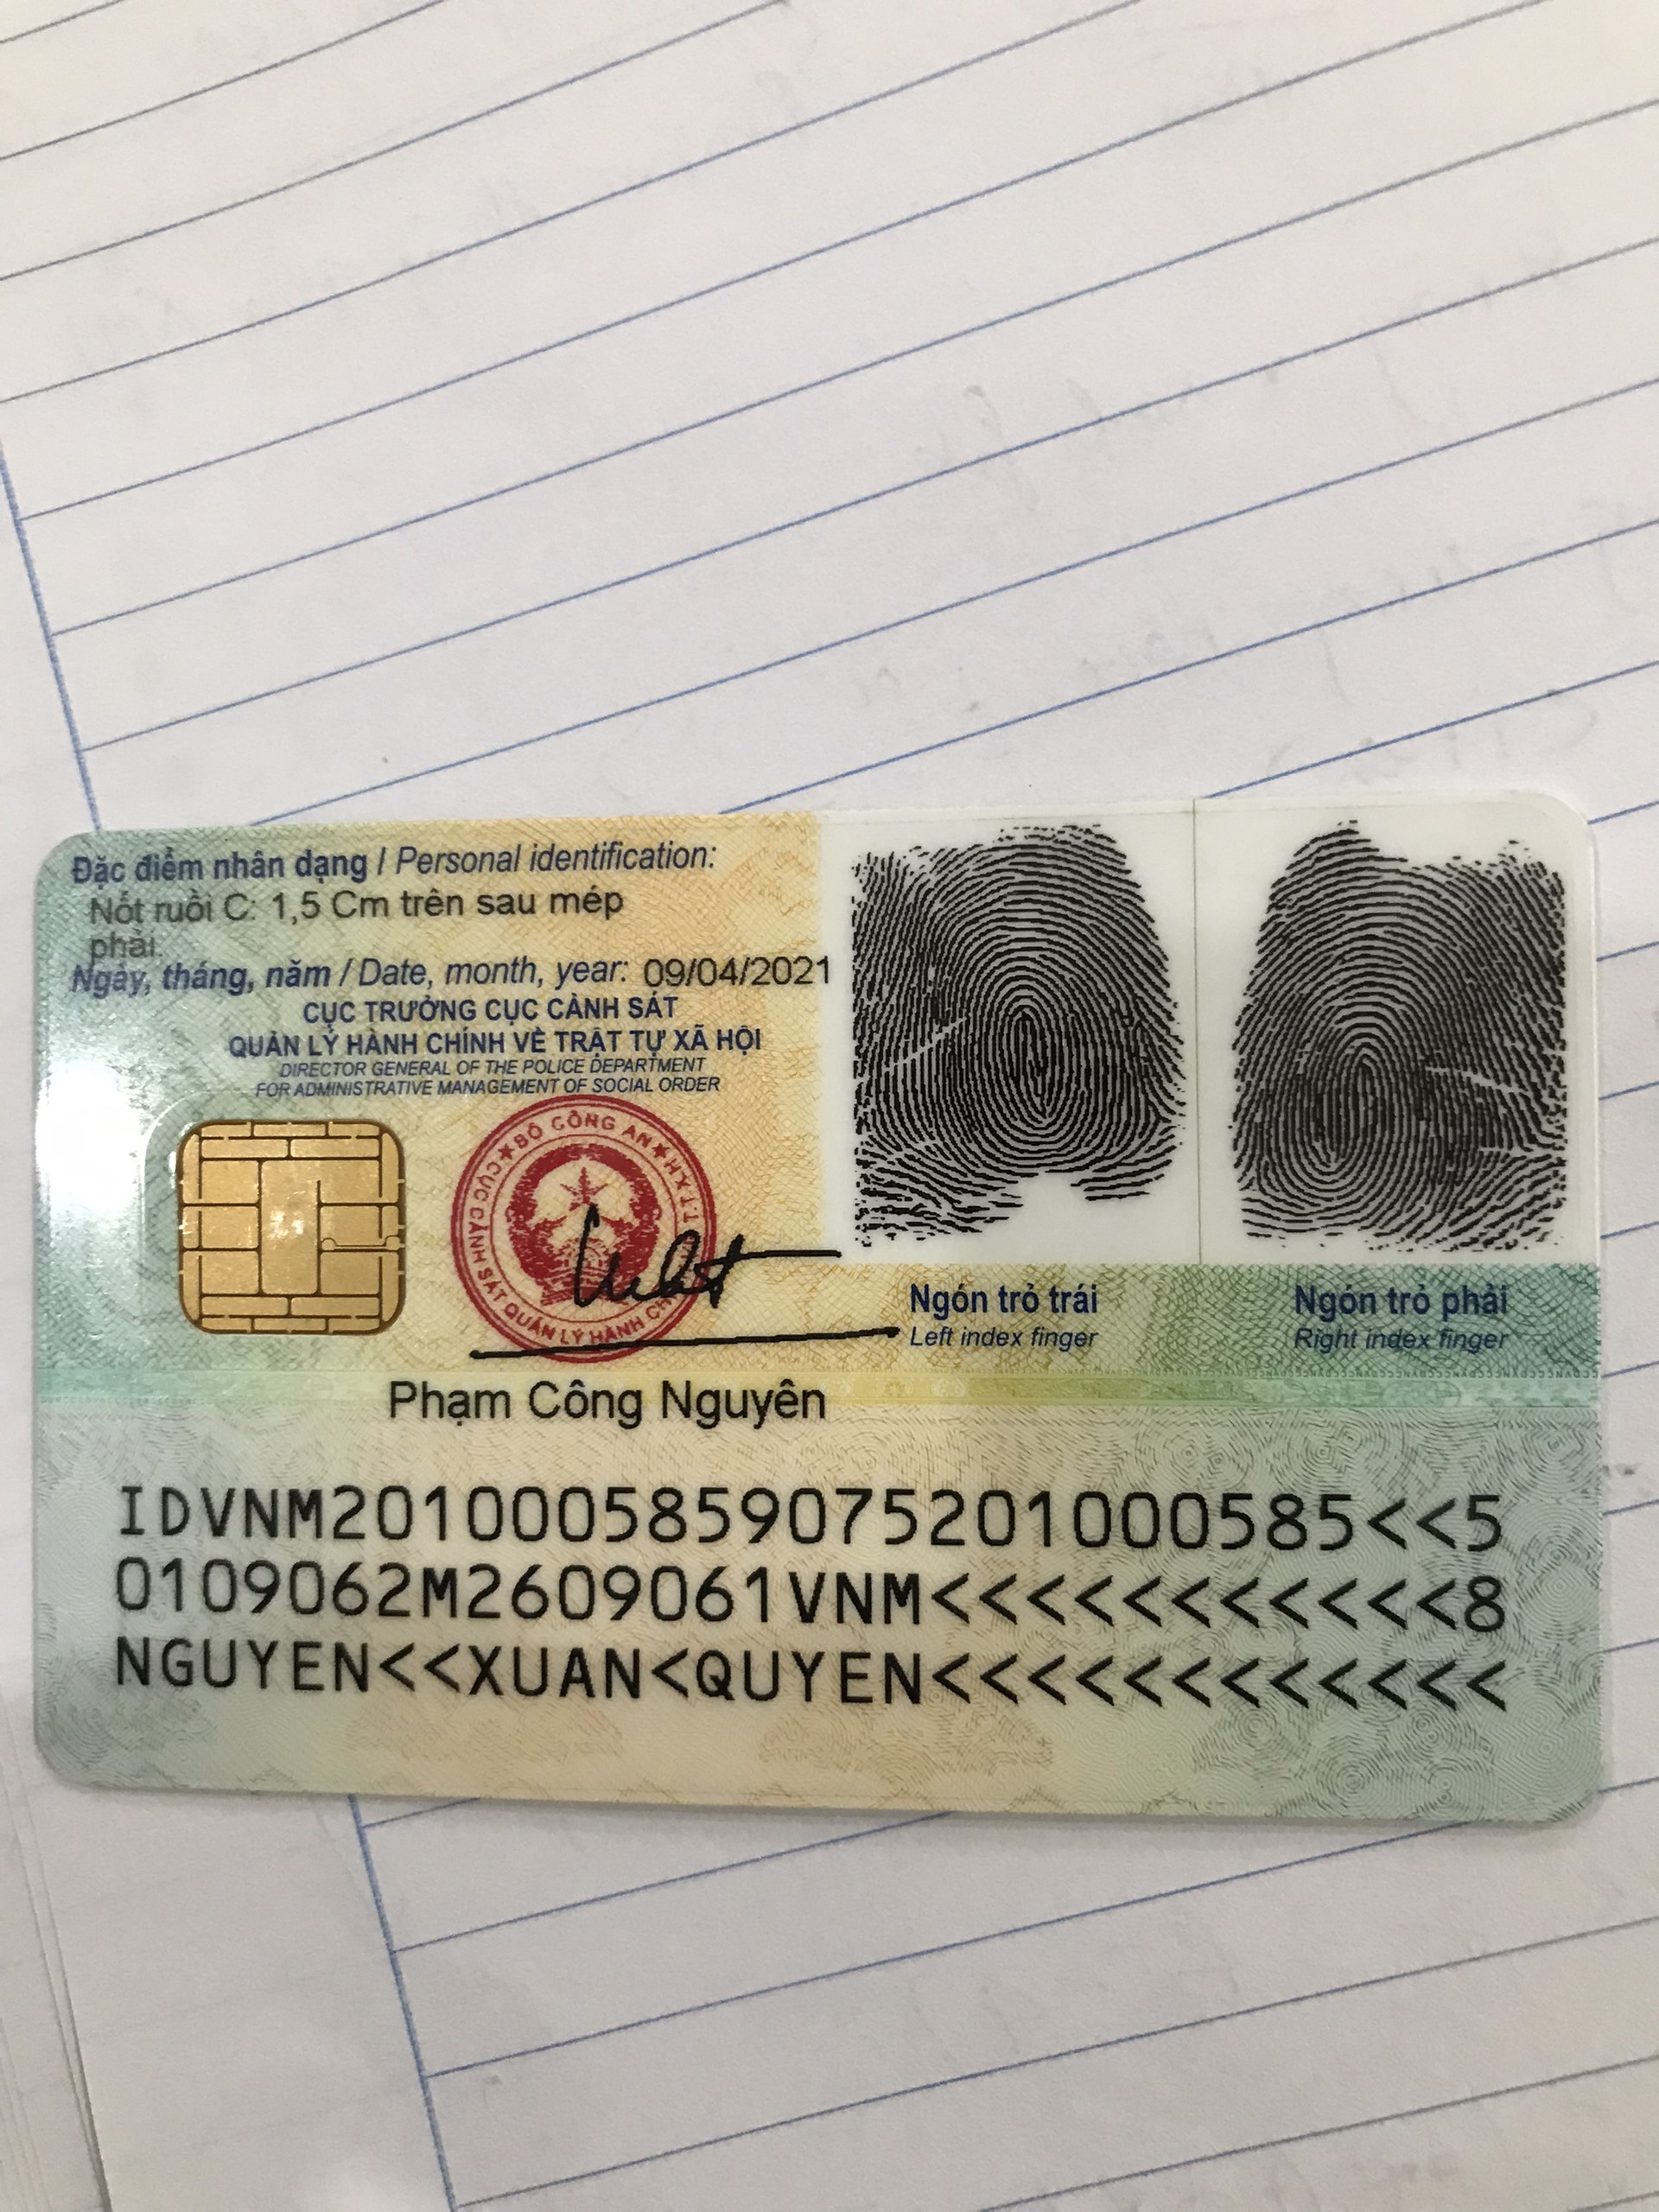 Đặc điểm nhân dạng / Personal identification:
Nốt ruồi C: 1,5 Cm trên sau mép
phải.
Ngày, tháng, năm / Date, month, year: 09/04/2021
CỤC TRƯỞNG CỤC CẢNH SÁT
QUẢN LÝ HÀNH CHÍNH VỀ TRẬT TỰ XÃ HỘI
DIRECTOR GENERAL OF THE POLICE DEPARTMENT
FOR ADMINISTRATIVE MANAGEMENT OF SOCIAL ORDER
BỘ CÔNG AN
CỤC CẢNH SÁT QUẢN LÝ HÀNH CH
TTXH
Ngón trỏ trái
Left index finger
Ngón trỏ phải
Right index finger
Phạm Công Nguyên
IDVNM2010005859075201000585<<5
0109062M2609061VNM<<<<<<<<<<<8
NGUYEN<<XUAN<QUYEN<<<<<<<<<<<<